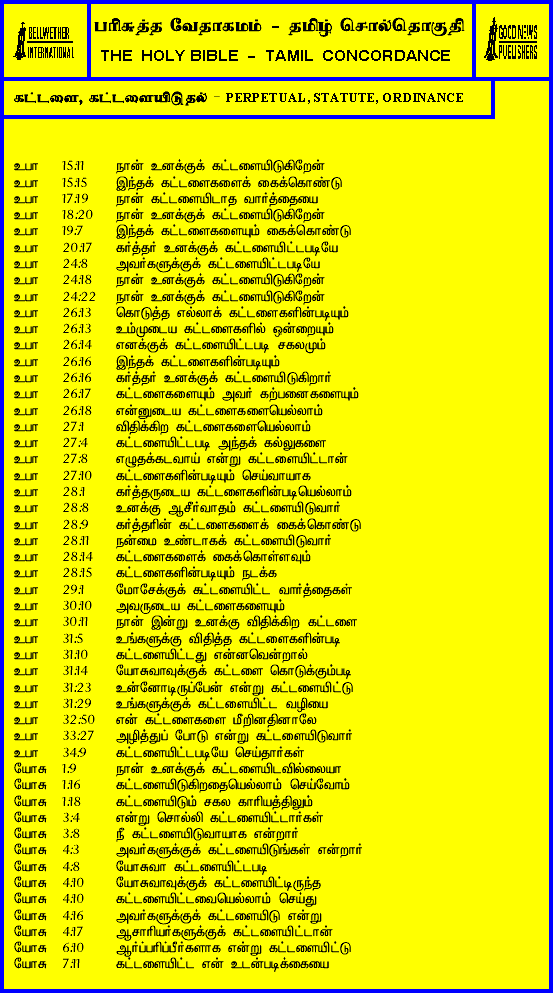 BELLWETHER
INTERNATIONAL
பரிசுத்த வேதாகமம் - தமிழ் சொல்தொகுதி
THE HOLY BIBLE - TAMIL CONCORDANCE
GOOD NEWS
PUBLISHERS
கட்டளை, கட்டளையிடுதல் - PERPETUAL, STATUTE, ORDINANCE
உபா 15:11 நான் உனக்குக் கட்டளையிடுகிறேன்
உபா 15:15 இந்தக் கட்டளைகளைக் கைக்கொண்டு
உபா 17:19 நான் கட்டளையிடாத வார்த்தையை
உபா 18:20 நான் உனக்குக் கட்டளையிடுகிறேன்
உபா 19:7 இந்தக் கட்டளைகளையும் கைக்கொண்டு
உபா 20:17 கர்த்தர் உனக்குக் கட்டளையிட்டபடியே
உபா 24:8 அவர்களுக்குக் கட்டளையிட்டபடியே
உபா 24:18 நான் உனக்குக் கட்டளையிடுகிறேன்
உபா 24:22 நான் உனக்குக் கட்டளையிடுகிறேன்
உபா 26:13 கொடுத்த எல்லாக் கட்டளைகளின்படியும்
உபா 26:13 உம்முடைய கட்டளைகளில் ஒன்றையும்
உபா 26:14 எனக்குக் கட்டளையிட்டபடி சகலமும்
உபா 26:16 இந்தக் கட்டளைகளின்படியும்
உபா 26:16 கர்த்தர் உனக்குக் கட்டளையிடுகிறார்
உபா 26:17 கட்டளைகளையும் அவர் கற்பனைகளையும்
உபா 26:18 என்னுடைய கட்டளைகளையெல்லாம்
உபா 27:1 விதிக்கிற கட்டளைகளையெல்லாம்
உபா 27:4 கட்டளையிட்டபடி அந்தக் கல்லுகளை
உபா 27:8 எழுதக்கடவாய் என்று கட்டளையிட்டான்
உபா 27:10 கட்டளைகளின்படியும் செய்வாயாக
உபா 28:1 கர்த்தருடைய கட்டளைகளின்படியெல்லாம்
உபா 28:8 உனக்கு ஆசீர்வாதம் கட்டளையிடுவார்
உபா 28:9 கர்த்தரின் கட்டளைகளைக் கைக்கொண்டு
உபா 28:11 நன்மை உண்டாகக் கட்டளையிடுவார்
உபா 28:14 கட்டளைகளைக் கைக்கொள்ளவும்
உபா 28:15 கட்டளைகளின்படியும் நடக்க
உபா 29:1 மோசேக்குக் கட்டளையிட்ட வார்த்தைகள்
உபா 30:10 அவருடைய கட்டளைகளையும்
உபா 30:11 நான் இன்று உனக்கு விதிக்கிற கட்டளை
உபா 31:5 உங்களுக்கு விதித்த கட்டளைகளின்படி
உபா 31:10 கட்டளையிட்டது என்னவென்றால்
உபா 31:14 யோசுவாவுக்குக் கட்டளை கொடுக்கும்படி
உபா 31:23 உன்னோடிருப்பேன் என்று கட்டளையிட்டு
உபா 31:29 உங்களுக்குக் கட்டளையிட்ட வழியை
உபா 32:50 என் கட்டளைகளை மீறினதினாலே
உபா 33:27 அழித்துப் போடு என்று கட்டளையிடுவார்
உபா 34:9 கட்டளையிட்டபடியே செய்தார்கள்
யோசு 1:9 நான் உனக்குக் கட்டளையிடவில்லையா
யோசு 1:16 கட்டளையிடுகிறதையெல்லாம் செய்வோம்
யோசு 1:18 கட்டளையிடும் சகல காரியத்திலும்
யோசு 3:4 என்று சொல்லி கட்டளையிட்டார்கள்
யோசு 3:8 நீ கட்டளையிடுவாயாக என்றார்
யோசு 4:3 அவர்களுக்குக் கட்டளையிடுங்கள் என்றார்
யோசு 4:8 யோசுவா கட்டளையிட்டபடி
யோசு 4:10 யோசுவாவுக்குக் கட்டளையிட்டிருந்த
யோசு 4:10 கட்டளையிட்டவையெல்லாம் செய்து
யோசு 4:16 அவர்களுக்குக் கட்டளையிடு என்று
யோசு 4:17 ஆசாரியர்களுக்குக் கட்டளையிட்டான்
யோசு 6:10 ஆர்ப்பரிப்பீர்களாக என்று கட்டளையிட்டு
யோசு 7:11 கட்டளையிட்ட என் உடன்படிக்கையை